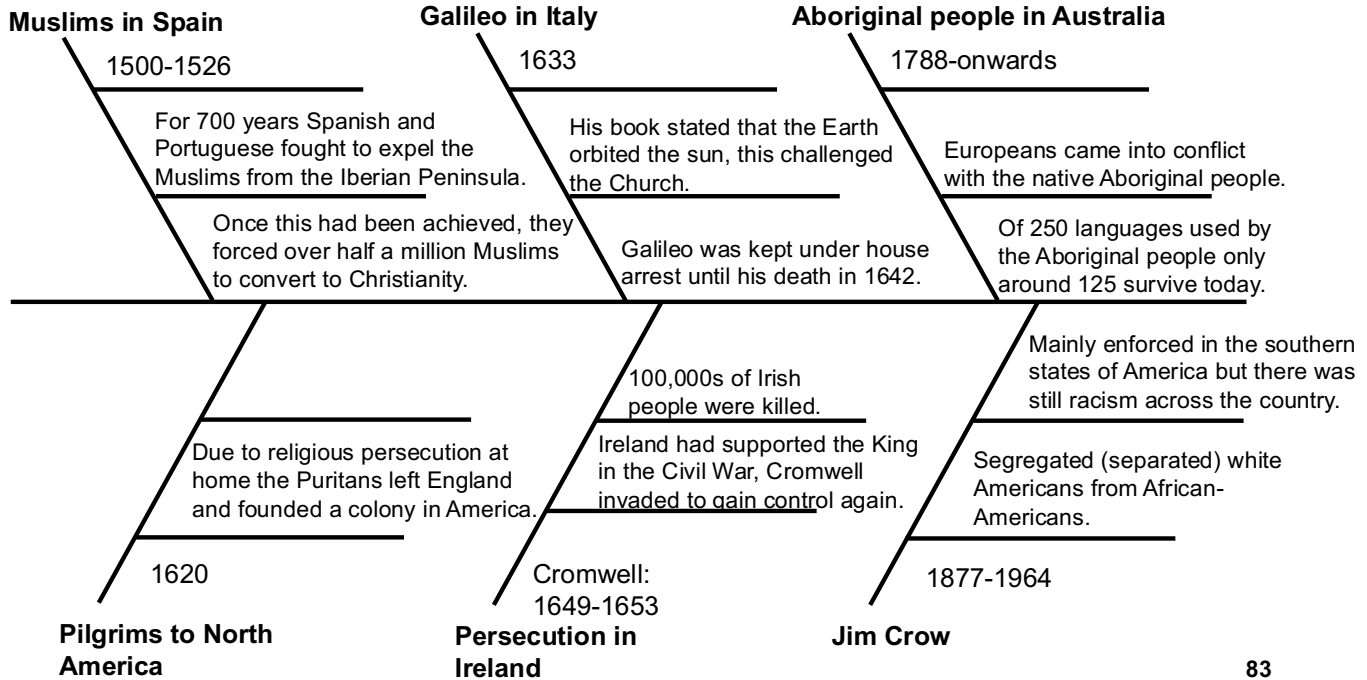 Muslims in Spain
1500-1526
For 700 years Spanish and
Portuguese fought to expel the
Muslims from the Iberian Peninsula.
Once this had been achieved, they
forced over half a million Muslims
to convert to Christianity.
Galileo in Italy
1633
His book stated that the Earth
orbited the sun, this challenged
the Church.
Galileo was kept under house
arrest until his death in 1642.
Aboriginal people in Australia
1788-onwards
Europeans came into conflict
with the native Aboriginal people.
Of 250 languages used by
the Aboriginal people only
around 125 survive today.
Due to religious persecution at
home the Puritans left England
and founded a colony in America.
1620
Pilgrims to North
America
100,000s of Irish
people were killed.
Ireland had supported the King
in the Civil War, Cromwell
invaded to gain control again.
Cromwell:
1649-1653
Persecution in
Ireland
Mainly enforced in the southern
states of America but there was
still racism across the country.
Segregated (separated) white
Americans from African-
Americans.
1877-1964
Jim Crow
83